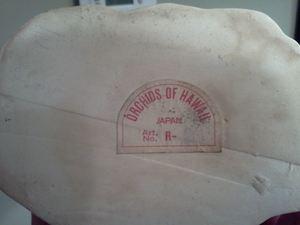 ORCHIDS OF HAWAII
JAPAN
Art.
No. R-